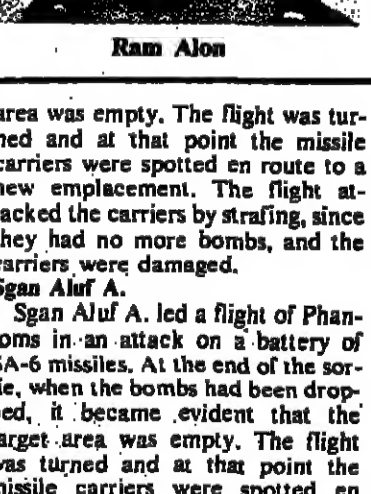 Ram Alon
area was empty. The flight was tur-
ned and at that point the missile
carriers were spotted en route to a
new emplacement. The flight at-
tacked the carriers by strafing, since
they had no more bombs, and the
carriers were damaged.
Sgan Aluf A.
Sgan Aluf A. led a flight of Phan-
toms in an attack on a battery of
SA-6 missiles. At the end of the sor-
tie, when the bombs had been drop-
ped, it became evident that the
target area was empty. The flight
was turned and at that point the
missile carriers were spotted en